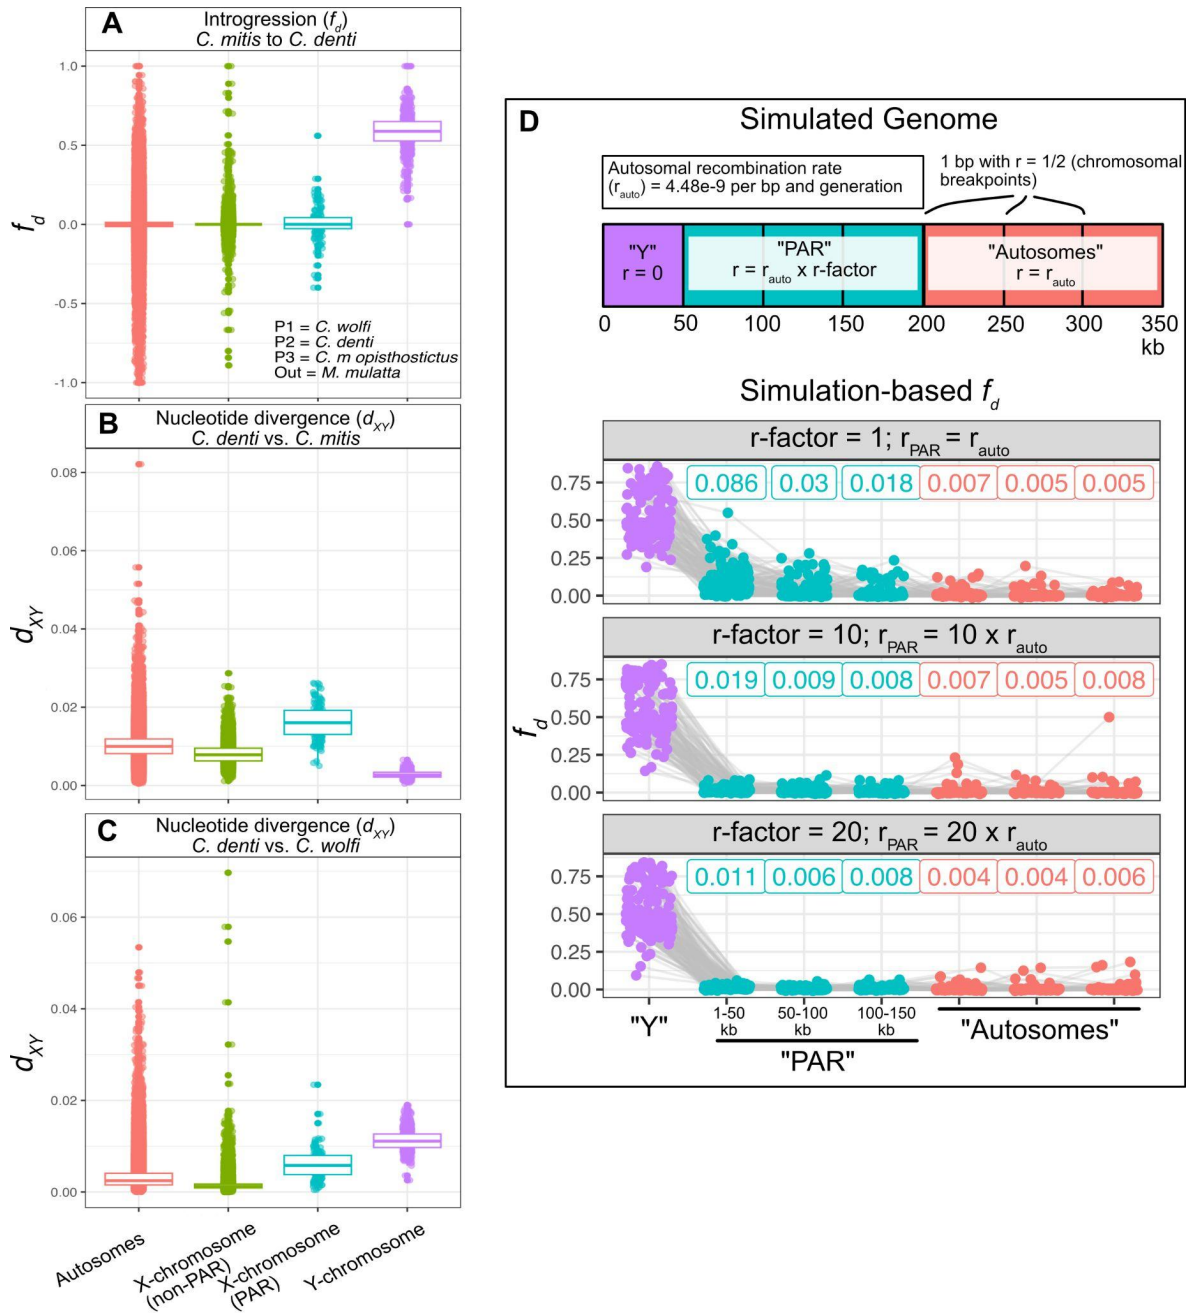 A
Introgression (fd)
C. mitis to C. denti
fd
1.0
0.5
0.0
-0.5
-1.0
P1 = C. wolfi
P2 = C. denti
P3 = C. m opisthostictus
Out = M. mulatta
B
Nucleotide divergence (dXY)
C. denti vs. C. mitis
dXY
0.08
0.06
0.04
0.02
0.00
C
Nucleotide divergence (dXY)
C. denti vs. C. wolfi
dXY
0.06
0.04
0.02
0.00
Autosomes
X-chromosome
(non-PAR)
X-chromosome
(PAR)
Y-chromosome
D
Simulated Genome
Autosomal recombination rate
(rauto) = 4.48e-9 per bp and generation
1 bp with r = 1/2 (chromosomal
breakpoints)
"Y"
r = 0
"PAR"
r = rauto x r-factor
"Autosomes"
r = rauto
0 50 100 150 200 250 300 350
kb
Simulation-based fd
fd
r-factor = 1; rPAR = rauto
0.75
0.50
0.25
0.00
0.086 0.03 0.018 0.007 0.005 0.005
r-factor = 10; rPAR = 10 x rauto
0.75
0.50
0.25
0.00
0.019 0.009 0.008 0.007 0.005 0.008
r-factor = 20; rPAR = 20 x rauto
0.75
0.50
0.25
0.00
0.011 0.006 0.008 0.004 0.004 0.006
"Y"
1-50
kb
50-100
kb
100-150
kb
"PAR"
"Autosomes"